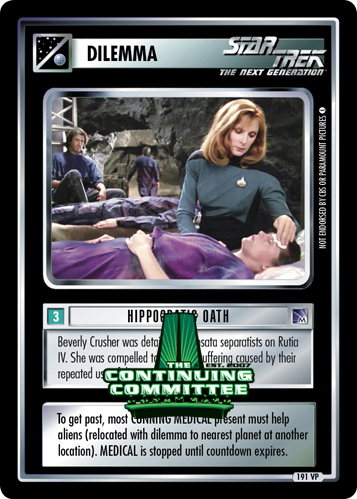 DILEMMA
STAR TREK
THE NEXT GENERATION
NOT ENDORSED BY CBS OR PARAMOUNT PICTURES
3
HIPPOCRATIC OATH
M
Beverly Crusher was separatists on Rutia
IV. She was compelled suffering caused by their
repeated
THE EST. 2007
CONTINUING
COMMITTEE
To get past, most CUNNING MEDICAL present must help
aliens (relocated with dilemma to nearest planet at another
location). MEDICAL is stopped until countdown expires.
191 VP